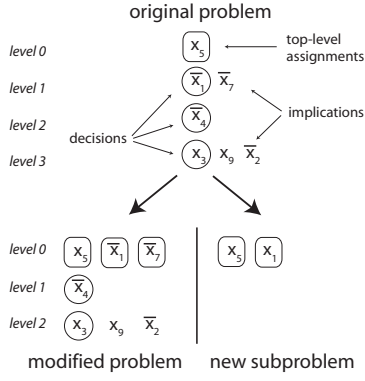 original problem
level 0 x₅ top-level assignments
level 1 x̅₁ x̅₇
level 2 x̅₄ implications
decisions
level 3 x₃ x₉ x̅₂
level 0 x₅ x̅₁ x̅₇ x₅ x₁
level 1 x̅₄
level 2 x₃ x₉ x̅₂
modified problem new subproblem